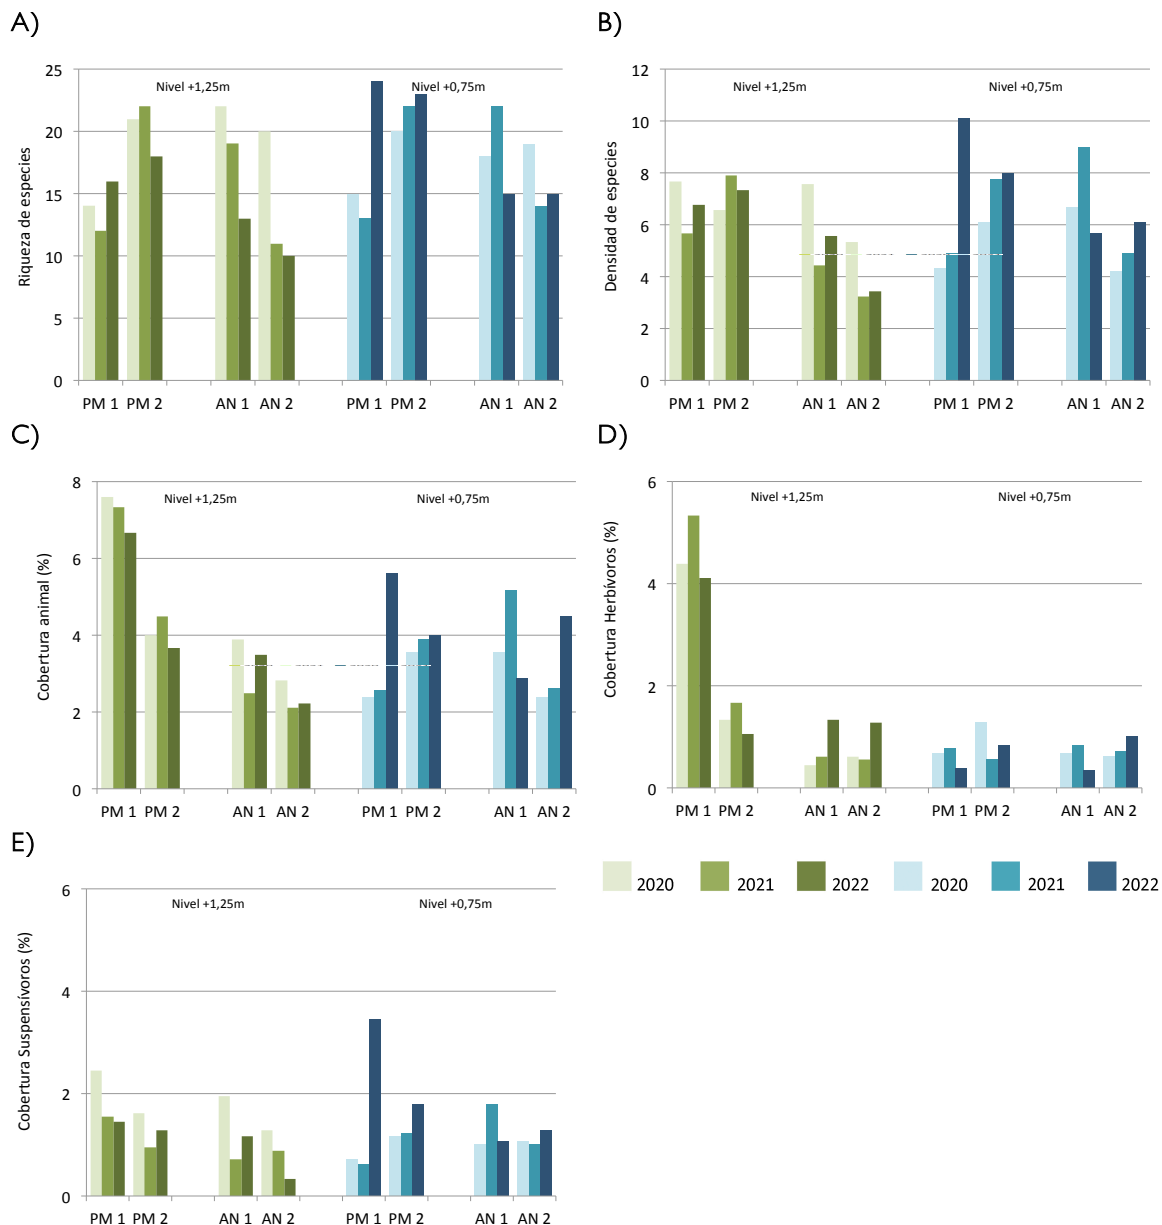 A)
Riqueza de especies
25
20
15
10
5
0
Nivel +1,25m
Nivel +0,75m
PM 1 PM 2 AN 1 AN 2 PM 1 PM 2 AN 1 AN 2
B)
Densidad de especies
12
10
8
6
4
2
0
Nivel +1,25m
Nivel +0,75m
PM 1 PM 2 AN 1 AN 2 PM 1 PM 2 AN 1 AN 2
C)
Cobertura animal (%)
8
6
4
2
0
Nivel +1,25m
Nivel +0,75m
PM 1 PM 2 AN 1 AN 2 PM 1 PM 2 AN 1 AN 2
D)
Cobertura Herbívoros (%)
6
4
2
0
Nivel +1,25m
Nivel +0,75m
PM 1 PM 2 AN 1 AN 2 PM 1 PM 2 AN 1 AN 2
E)
Cobertura Suspensívoros (%)
6
4
2
0
Nivel +1,25m
Nivel +0,75m
PM 1 PM 2 AN 1 AN 2 PM 1 PM 2 AN 1 AN 2
2020 2021 2022 2020 2021 2022